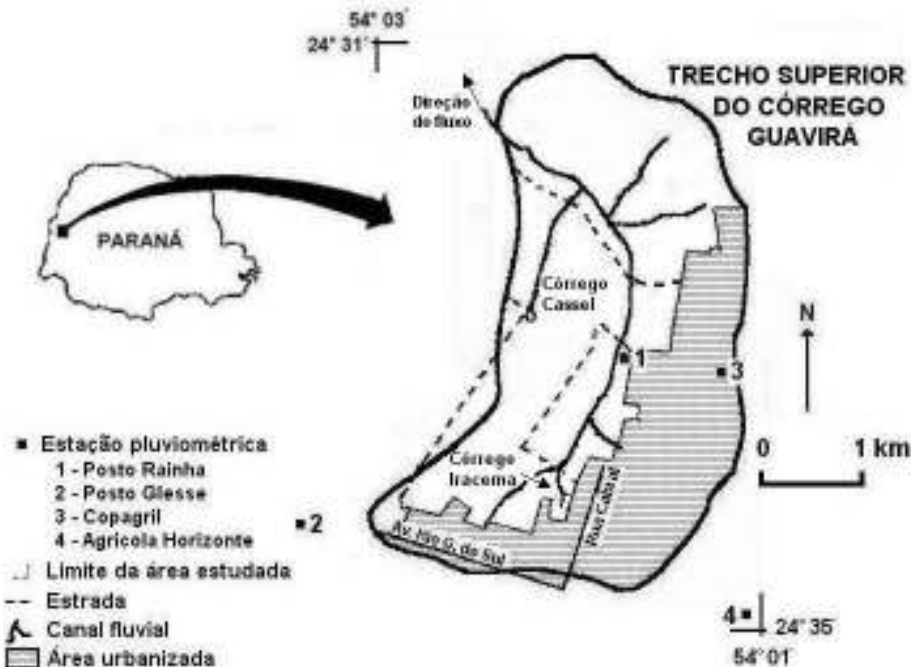 54° 03´
24° 31´
TRECHO SUPERIOR
DO CÓRREGO
GUAVIRÁ
Direção
do fluxo
PARANÁ
Córrego
Cassel
N
1
3
0 1 km
Córrego
Iracema
Av. Rio G. do Sul
Rua Cabral
2
4
24° 35´
54° 01´
Estação pluviométrica
1 - Posto Rainha
2 - Posto Glesse
3 - Copagril
4 - Agrícola Horizonte
Limite da área estudada
Estrada
Canal fluvial
Área urbanizada